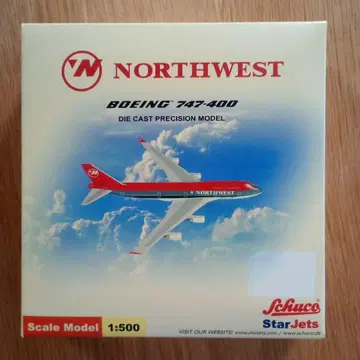 NORTHWEST
BOEING 747-400
DIE CAST PRECISION MODEL
NORTHWEST
Schuco
StarJets
Scale Model 1:500
VISIT OUR WEBSITE: